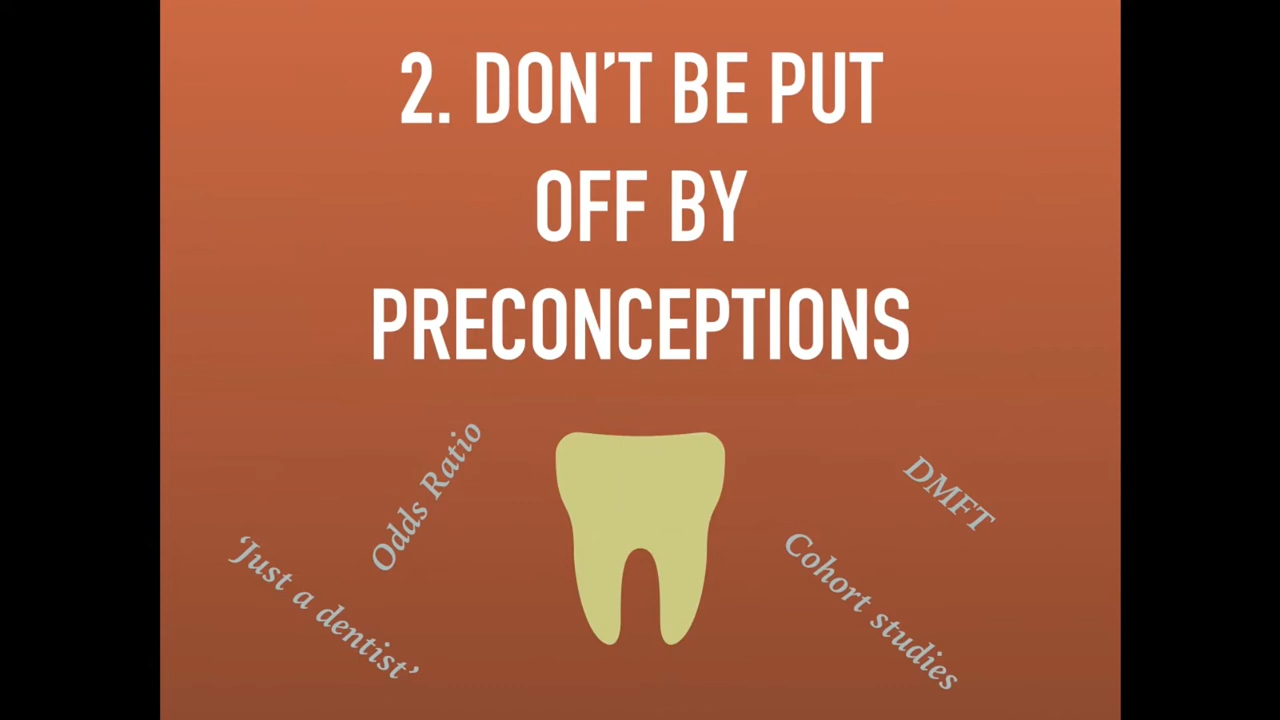 2. DON’T BE PUT
OFF BY
PRECONCEPTIONS
Odds Ratio
DMFT
‘Just a dentist’
Cohort studies